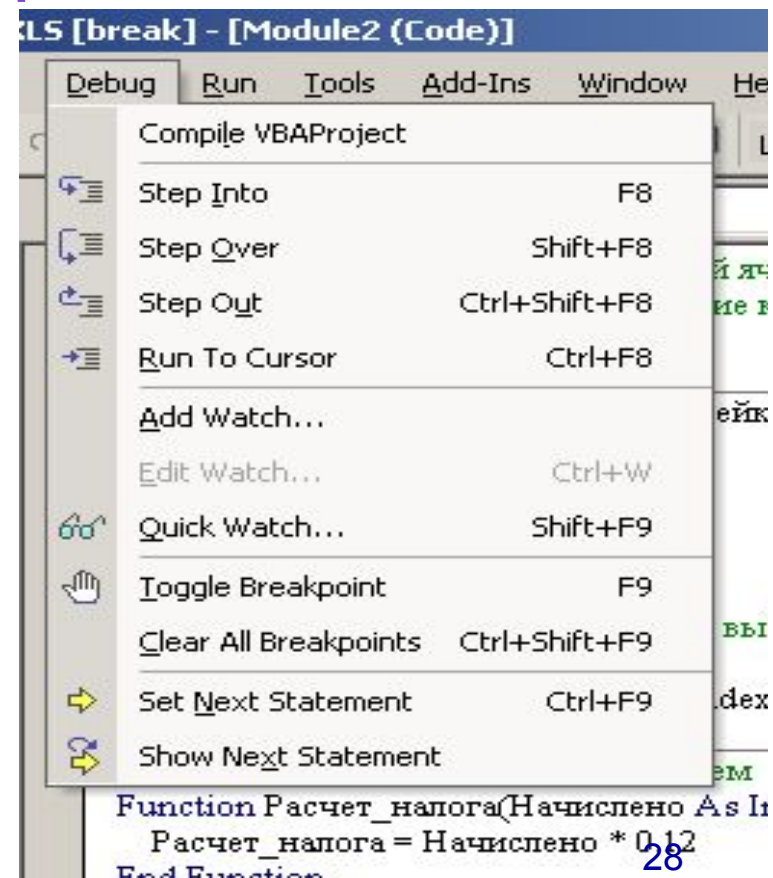 XLS [break] - [Module2 (Code)]
Debug Run Tools Add-Ins Window He
Compile VBAProject
Step Into F8
Step Over Shift+F8
Step Out Ctrl+Shift+F8
Run To Cursor Ctrl+F8
Add Watch...
Edit Watch... Ctrl+W
Quick Watch... Shift+F9
Toggle Breakpoint F9
Clear All Breakpoints Ctrl+Shift+F9
Set Next Statement Ctrl+F9
Show Next Statement
Function Расчет_налога(Начислено As In
Расчет_налога = Начислено * 0.12
End Function
28